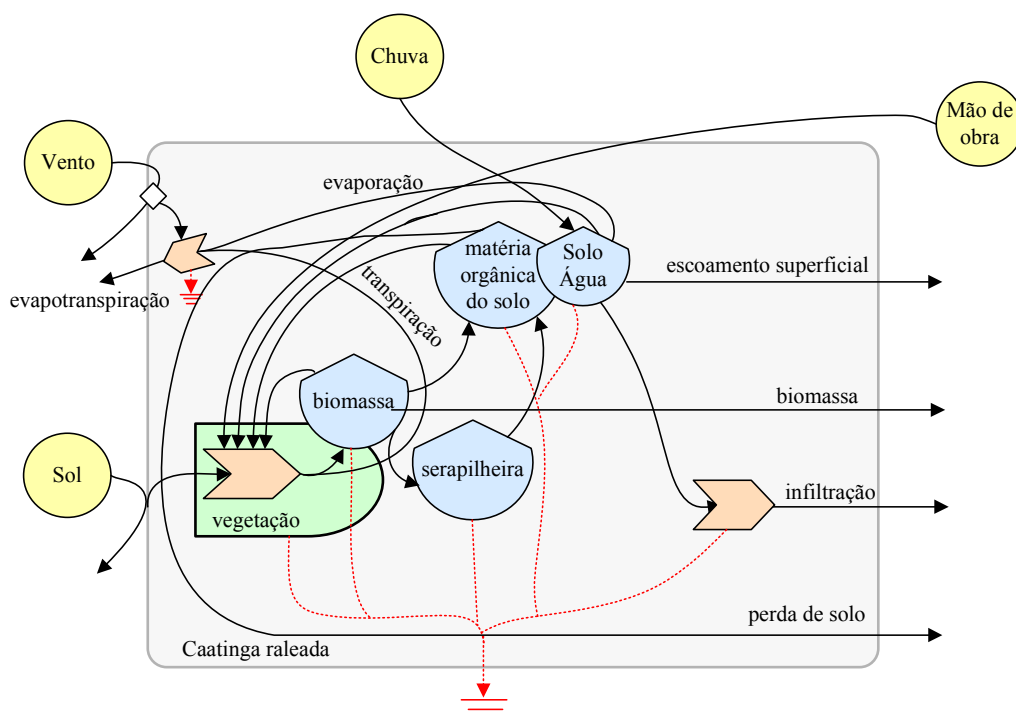 Chuva
Mão de
obra
Vento
evaporação
matéria
orgânica
do solo
Solo
Água
escoamento superficial
evapotranspiração
transpiração
biomassa
biomassa
Sol
serapilheira
infiltração
vegetação
perda de solo
Caatinga raleada